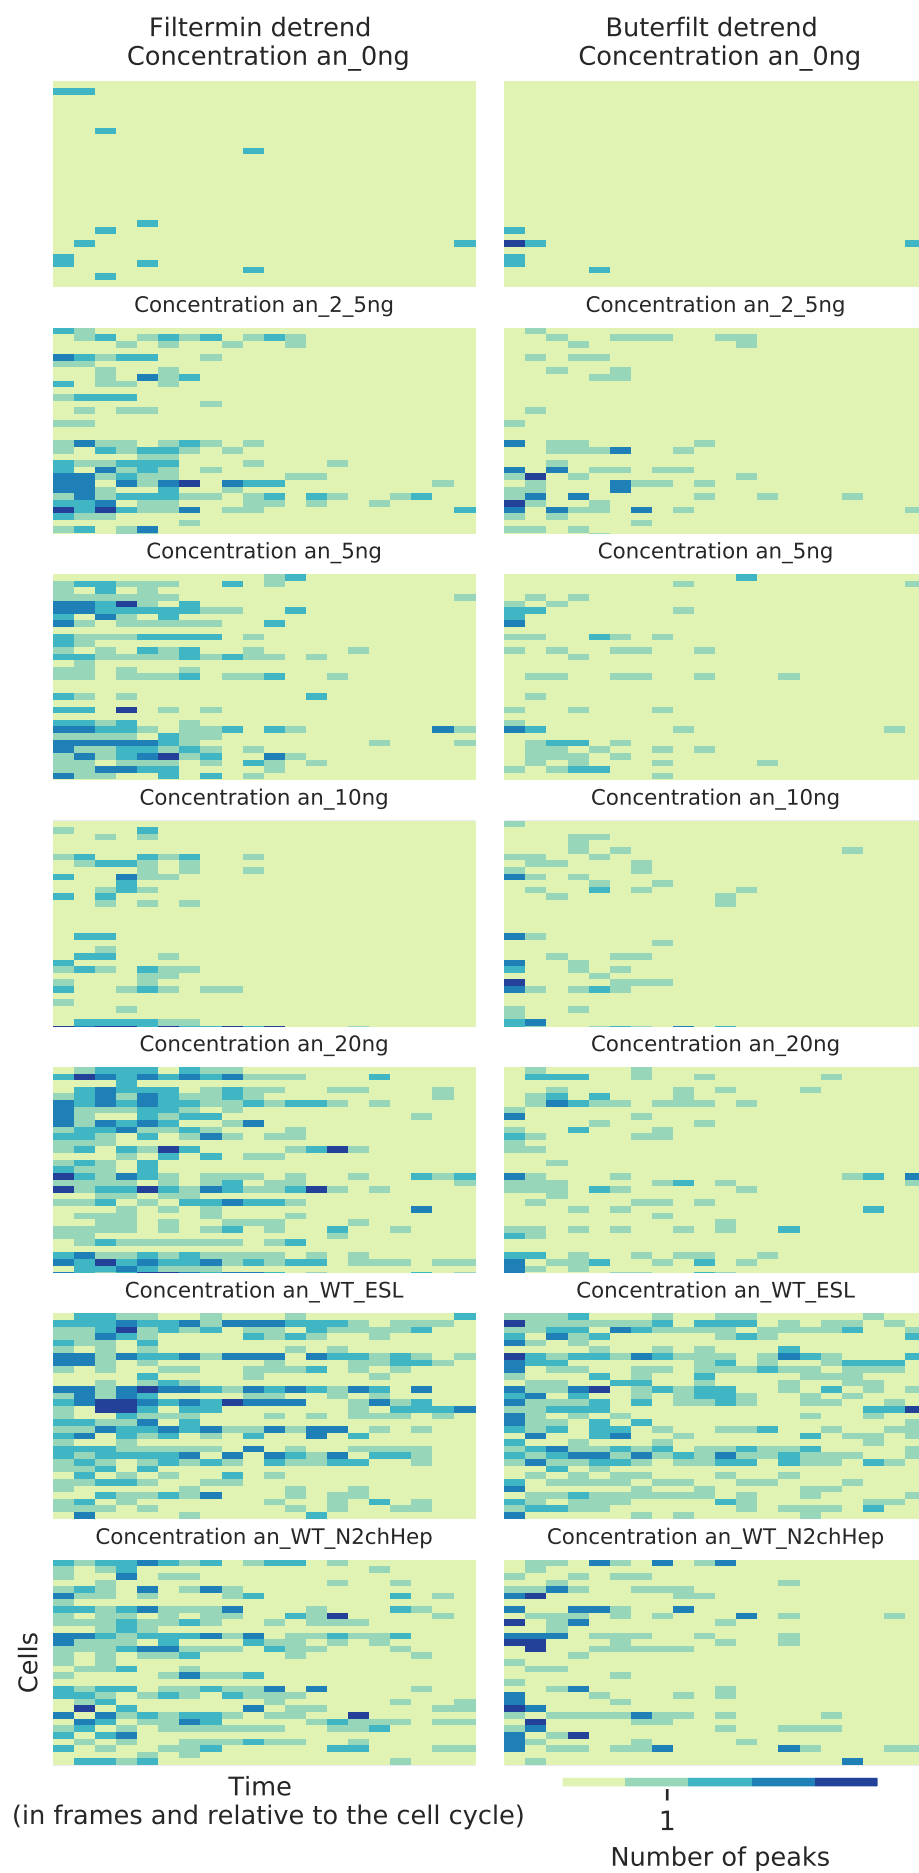 Filtermin detrend
Concentration an_0ng
Buterfilt detrend
Concentration an_0ng
Concentration an_2_5ng
Concentration an_2_5ng
Concentration an_5ng
Concentration an_5ng
Concentration an_10ng
Concentration an_10ng
Concentration an_20ng
Concentration an_20ng
Concentration an_WT_ESL
Concentration an_WT_ESL
Concentration an_WT_N2chHep
Concentration an_WT_N2chHep
Cells
Time
(in frames and relative to the cell cycle)
1
Number of peaks